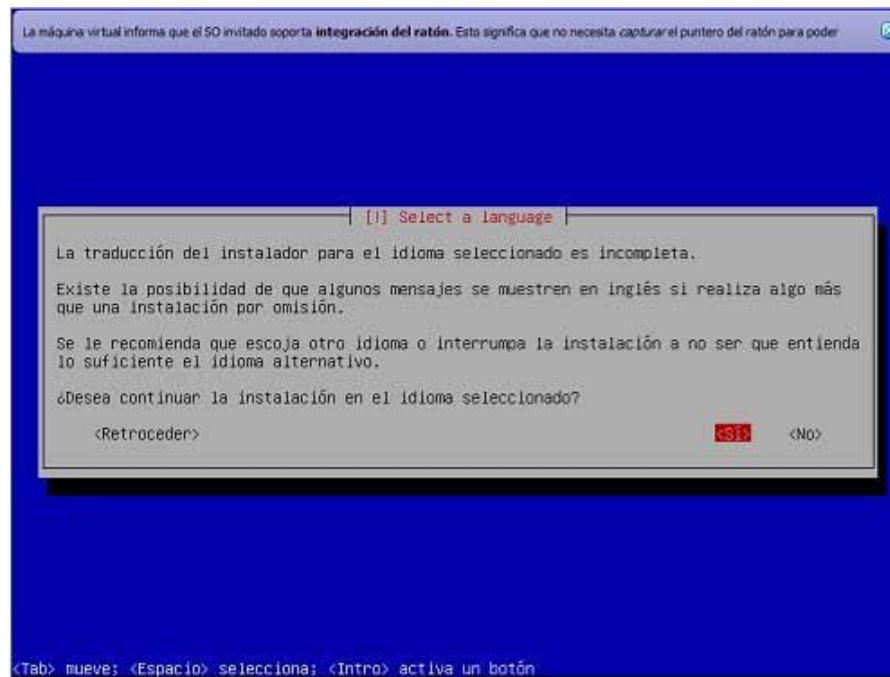 La máquina virtual informa que el SO invitado soporta integración del ratón. Esto significa que no necesita capturar el puntero del ratón para poder
[!] Select a language
La traducción del instalador para el idioma seleccionado es incompleta.
Existe la posibilidad de que algunos mensajes se muestren en inglés si realiza algo más
que una instalación por omisión.
Se le recomienda que escoja otro idioma o interrumpa la instalación a no ser que entienda
lo suficiente el idioma alternativo.
¿Desea continuar la instalación en el idioma seleccionado?
<Retroceder> <Sí> <No>
<Tab> mueve; <Espacio> selecciona; <Intro> activa un botón